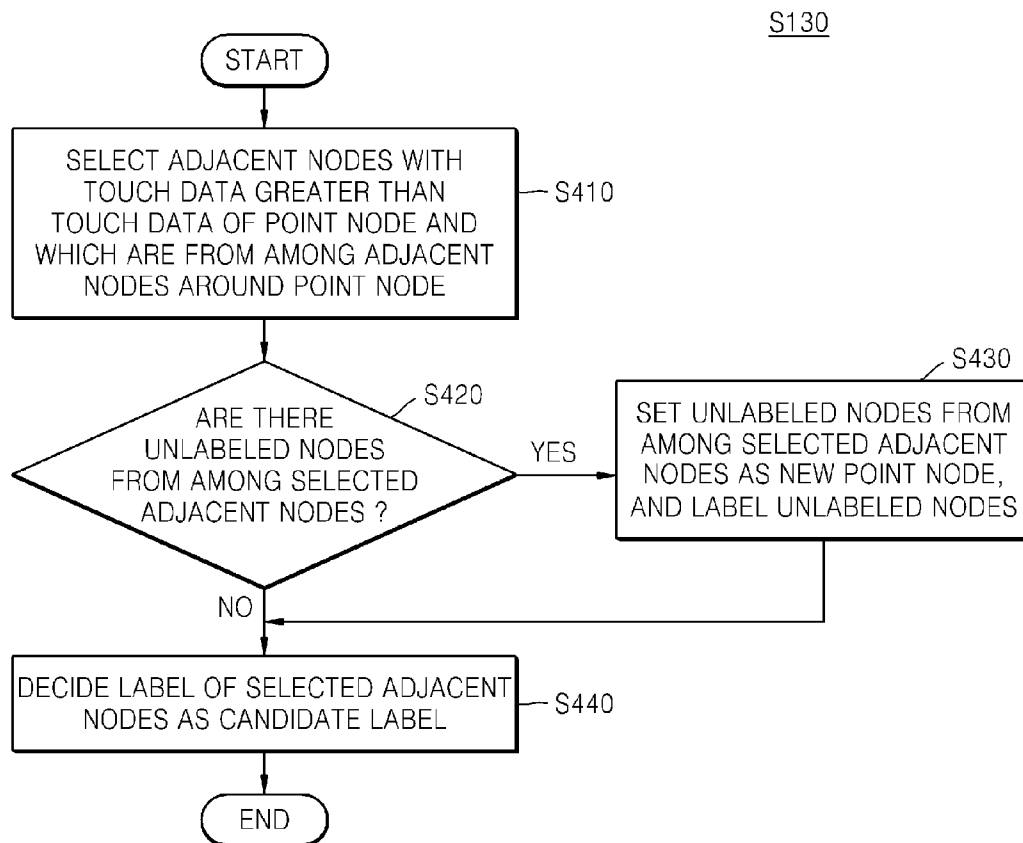 S130
START
SELECT ADJACENT NODES WITH
TOUCH DATA GREATER THAN
TOUCH DATA OF POINT NODE AND
WHICH ARE FROM AMONG ADJACENT
NODES AROUND POINT NODE
S410
ARE THERE
UNLABELED NODES
FROM AMONG SELECTED
ADJACENT NODES ?
S420
YES
S430
SET UNLABELED NODES FROM
AMONG SELECTED ADJACENT
NODES AS NEW POINT NODE,
AND LABEL UNLABELED NODES
NO
DECIDE LABEL OF SELECTED ADJACENT
NODES AS CANDIDATE LABEL
S440
END